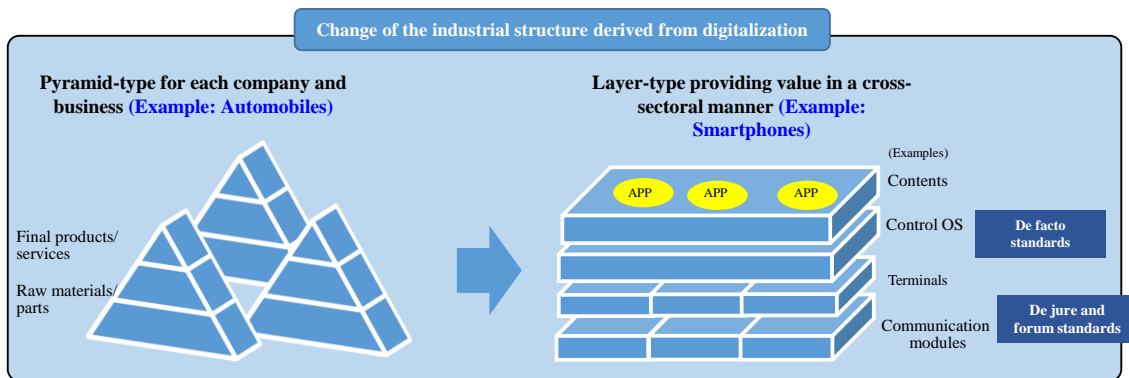 Change of the industrial structure derived from digitalization
Pyramid-type for each company and
business (Example: Automobiles)
Final products/
services
Raw materials/
parts
Layer-type providing value in a cross-
sectoral manner (Example:
Smartphones)
(Examples)
APP
APP
APP
Contents
Control OS
De facto
standards
Terminals
Communication
modules
De jure and
forum standards